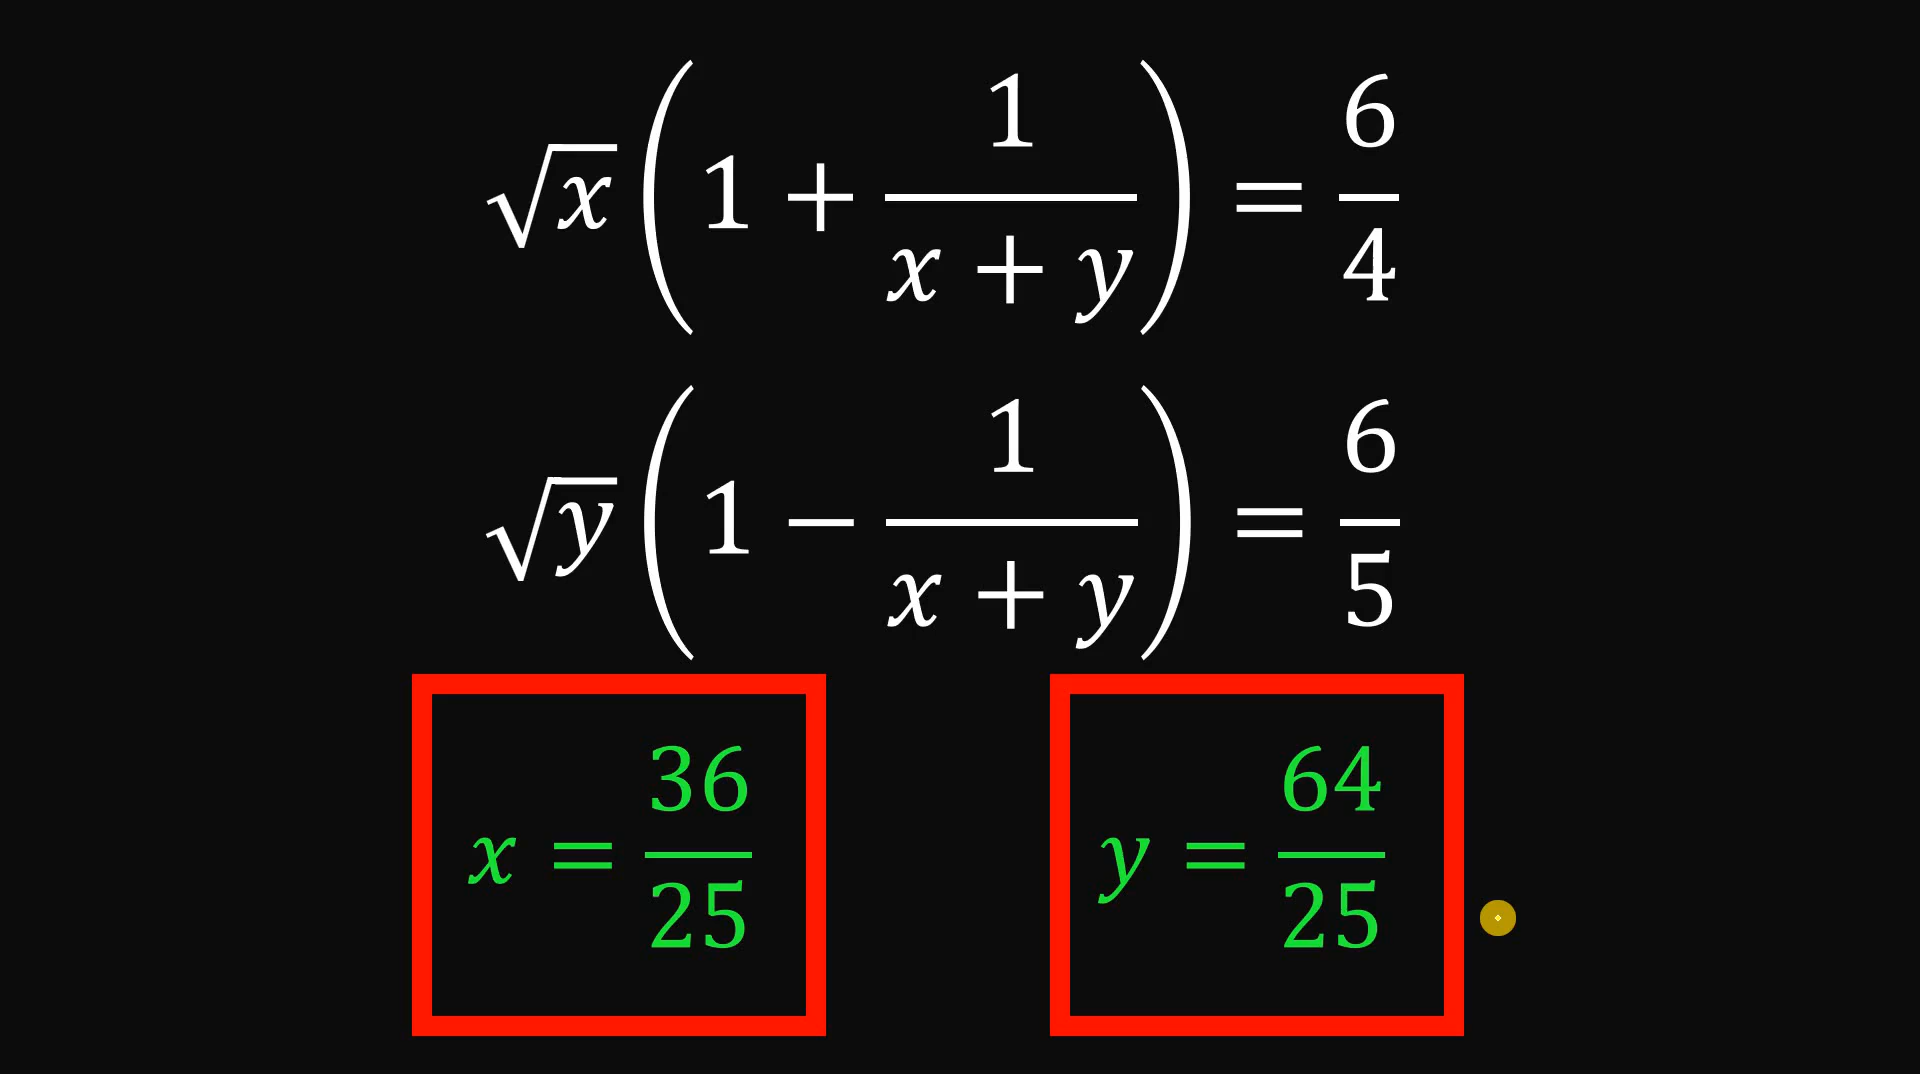 √x(1 + 1/(x + y)) = 6/4
√y(1 − 1/(x + y)) = 6/5
x = 36/25 y = 64/25